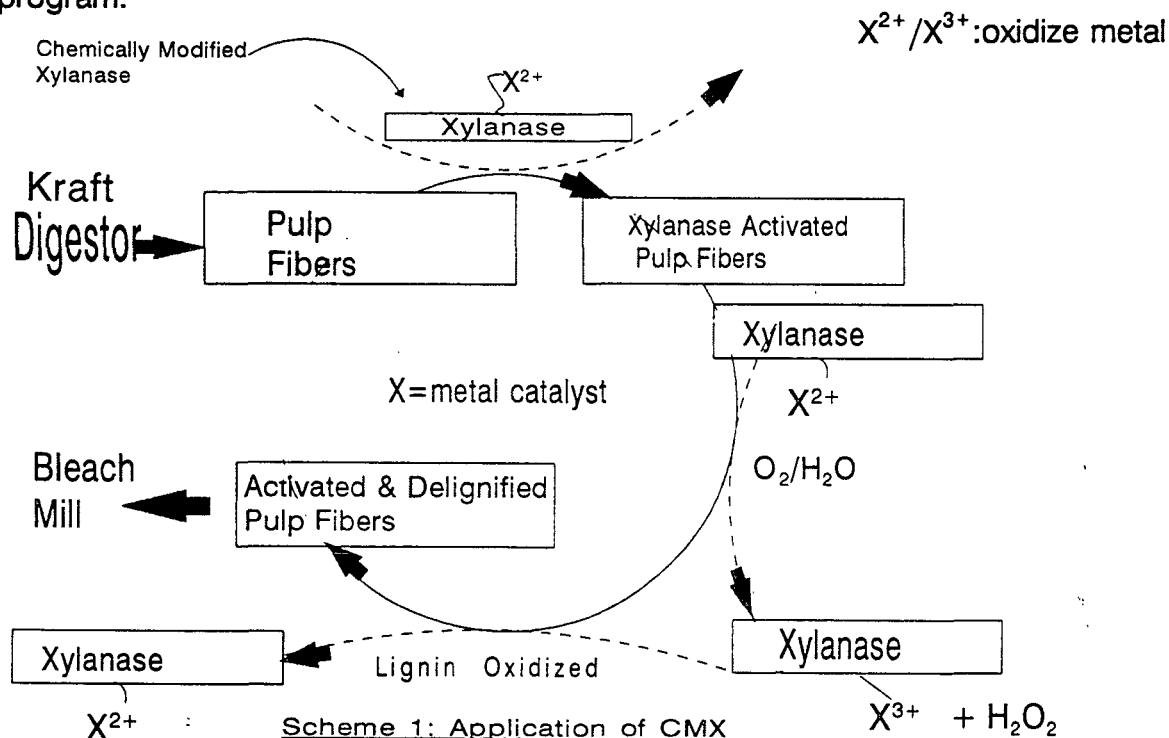 program.
X²⁺/X³⁺:oxidize metal
Chemically Modified
Xylanase
X²⁺
Xylanase
Kraft
Digestor
Pulp
Fibers
Xylanase Activated
Pulp Fibers
Xylanase
X²⁺
X=metal catalyst
O₂/H₂O
Bleach
Mill
Activated & Delignified
Pulp Fibers
Xylanase
X²⁺
Lignin Oxidized
Xylanase
X³⁺ + H₂O₂
Scheme 1: Application of CMX